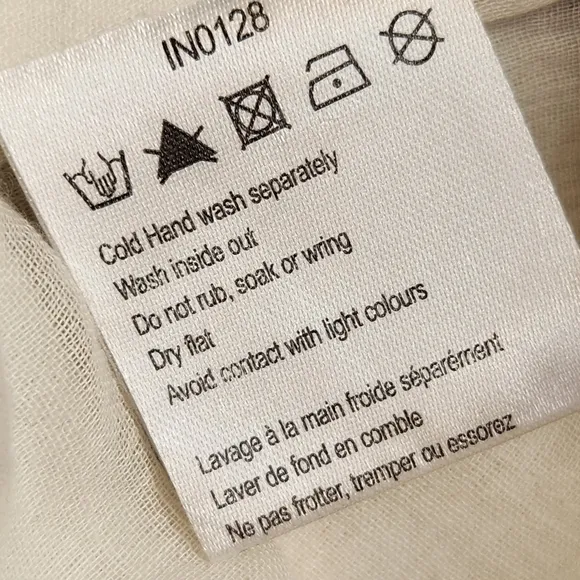 IN0128
Cold Hand wash separately
Wash inside out
Do not rub, soak or wring
Dry flat
Avoid contact with light colours
Lavage à la main froide séparément
Laver de fond en comble
Ne pas frotter, tremper ou essorez